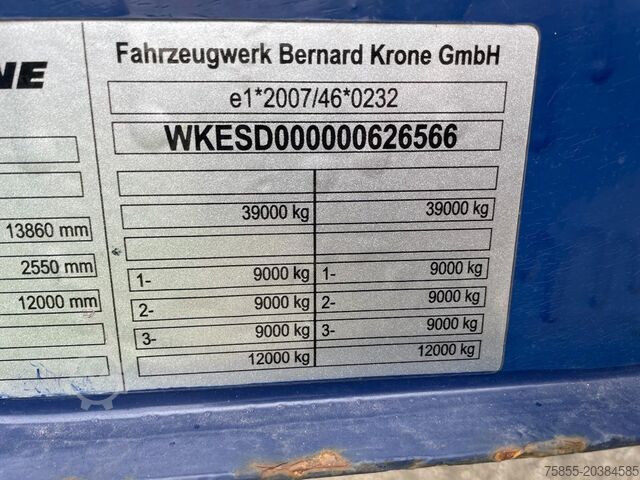 NE
Fahrzeugwerk Bernard Krone GmbH
e1*2007/46*0232
WKESD000000626566
39000 kg 39000 kg
13860 mm
2550 mm
12000 mm
1- 9000 kg 1- 9000 kg
2- 9000 kg 2- 9000 kg
3- 9000 kg 3- 9000 kg
12000 kg 12000 kg
75855-20384585